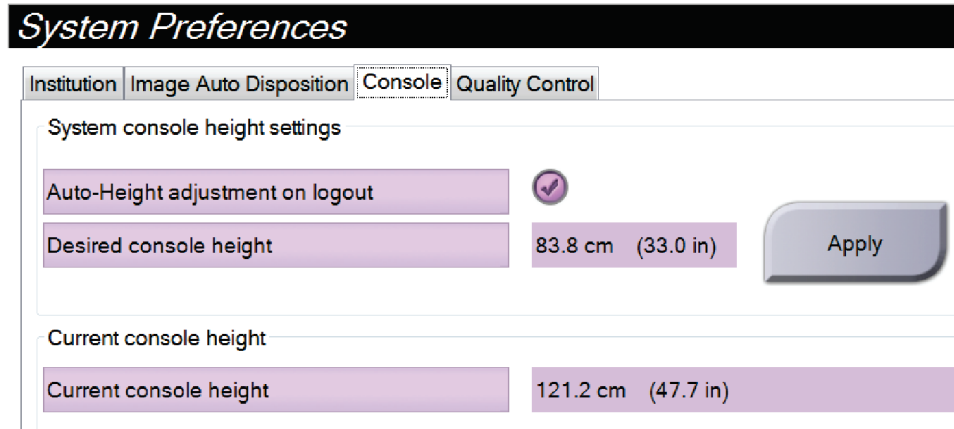 System Preferences
Institution Image Auto Disposition Console Quality Control
System console height settings
Auto-Height adjustment on logout
Desired console height 83.8 cm (33.0 in) Apply
Current console height
Current console height 121.2 cm (47.7 in)